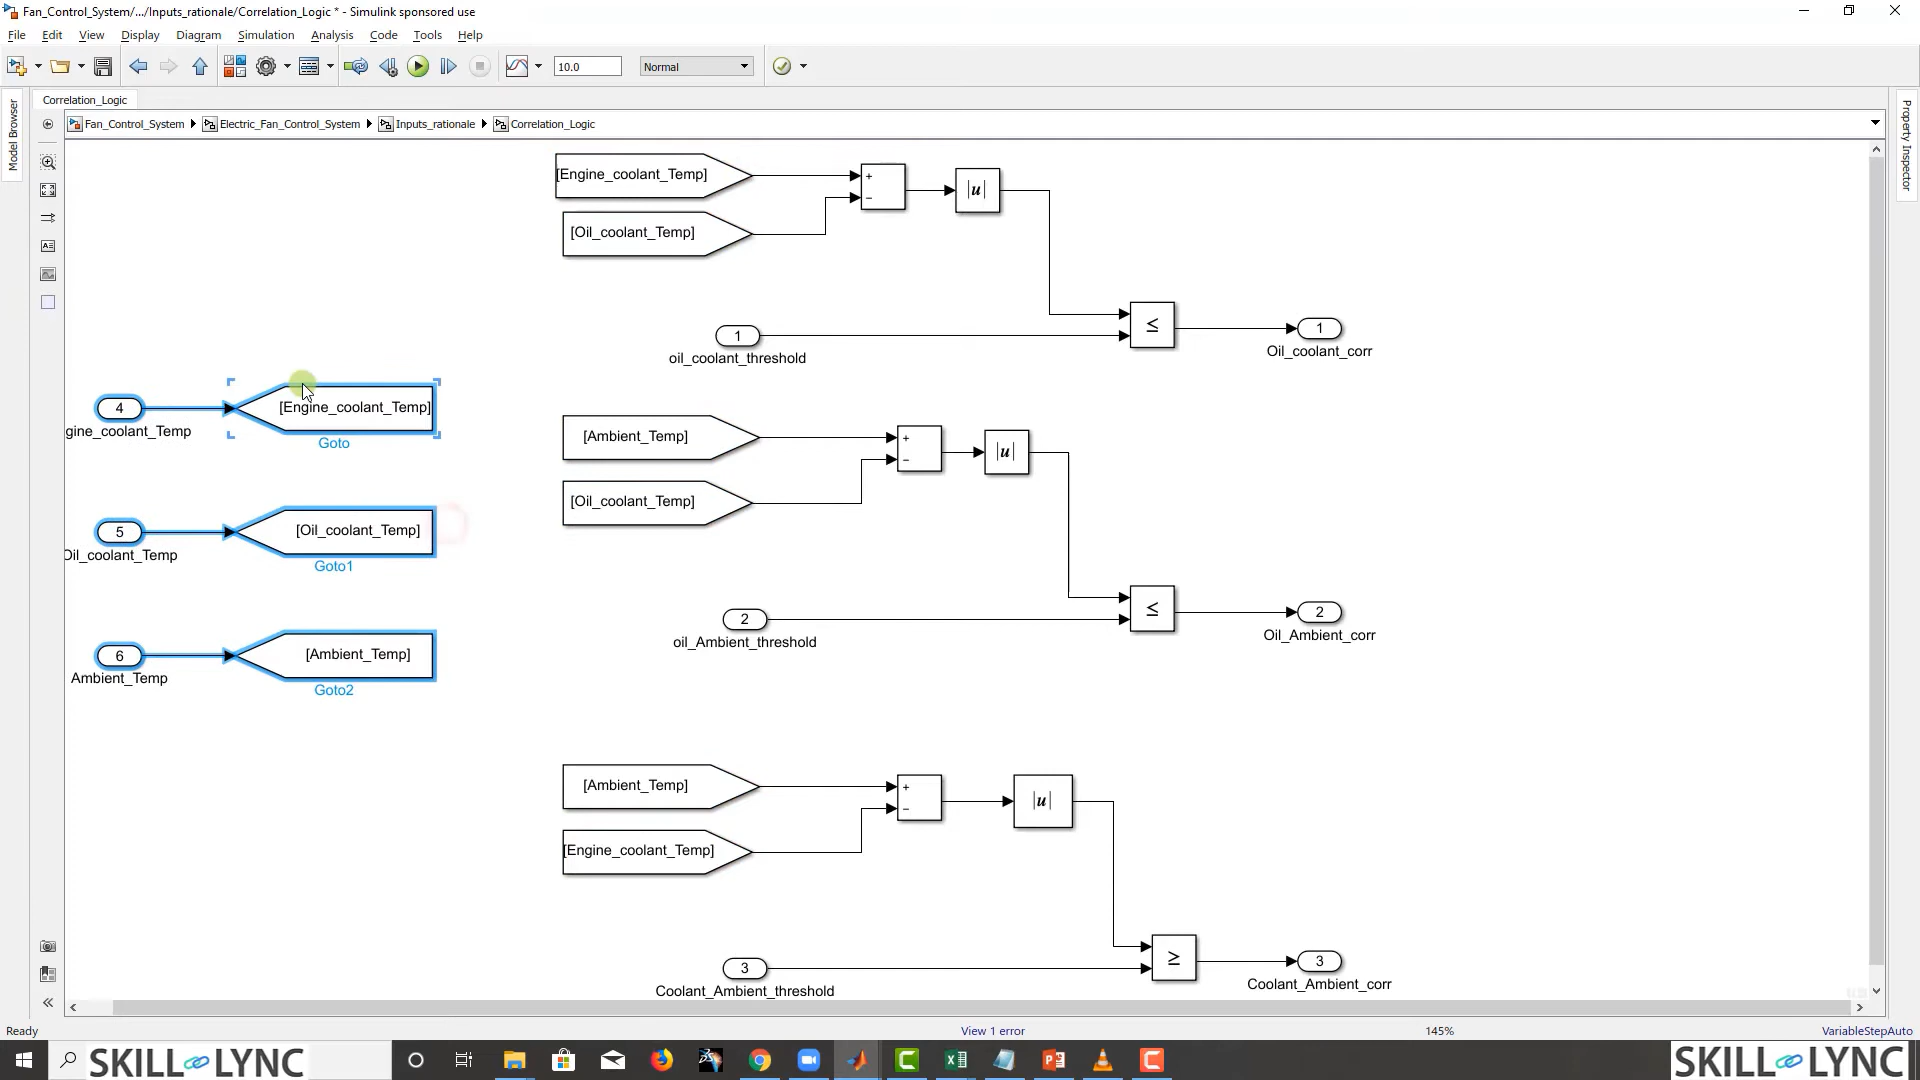 Fan_Control_System/.../Inputs_rationale/Correlation_Logic * - Simulink sponsored use
File Edit View Display Diagram Simulation Analysis Code Tools Help
10.0
Normal
Model Browser
Correlation_Logic
Property Inspector
Fan_Control_System Electric_Fan_Control_System Inputs_rationale Correlation_Logic
[Engine_coolant_Temp]
+
−
|u|
[Oil_coolant_Temp]
1
oil_coolant_threshold
≤
1
Oil_coolant_corr
4
gine_coolant_Temp
[Engine_coolant_Temp]
Goto
[Ambient_Temp]
+
−
|u|
[Oil_coolant_Temp]
5
Oil_coolant_Temp
[Oil_coolant_Temp]
Goto1
2
oil_Ambient_threshold
≤
2
Oil_Ambient_corr
6
Ambient_Temp
[Ambient_Temp]
Goto2
[Ambient_Temp]
+
−
|u|
[Engine_coolant_Temp]
3
Coolant_Ambient_threshold
≥
3
Coolant_Ambient_corr
Ready
View 1 error
145%
VariableStepAuto
SKILL LYNC
SKILL LYNC